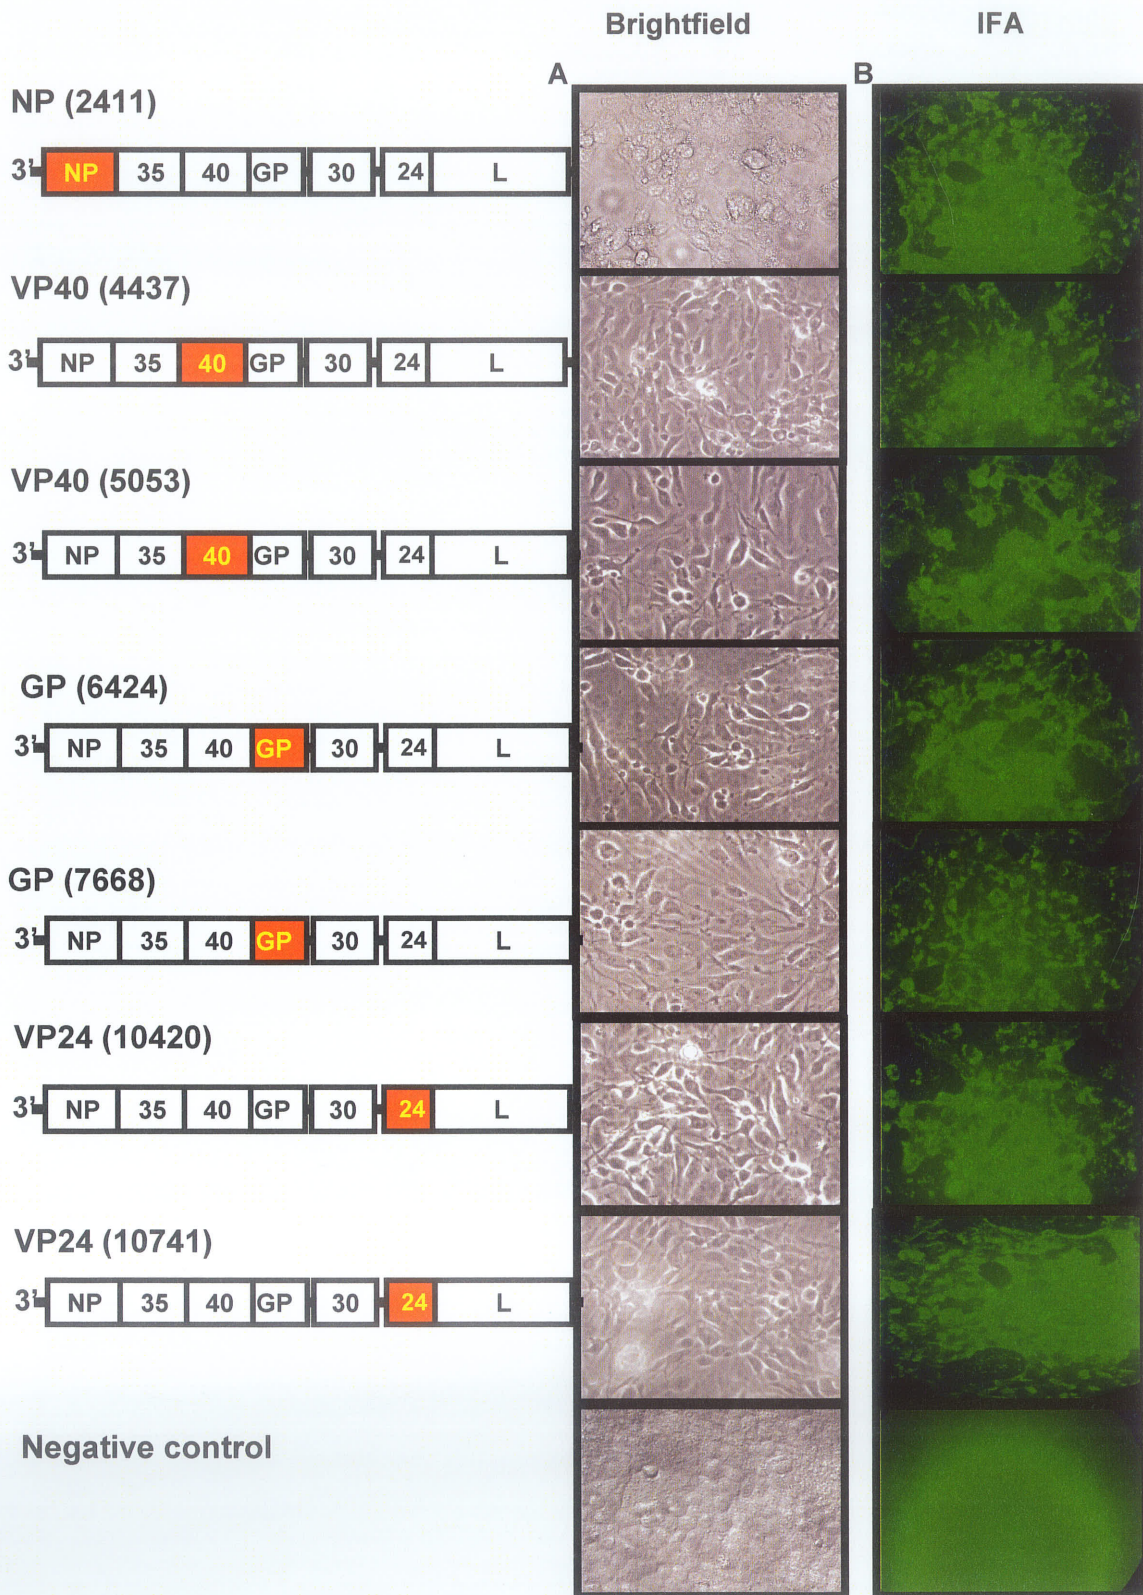 Brightfield IFA
A B
NP (2411)
3' NP 35 40 GP 30 24 L
VP40 (4437)
3' NP 35 40 GP 30 24 L
VP40 (5053)
3' NP 35 40 GP 30 24 L
GP (6424)
3' NP 35 40 GP 30 24 L
GP (7668)
3' NP 35 40 GP 30 24 L
VP24 (10420)
3' NP 35 40 GP 30 24 L
VP24 (10741)
3' NP 35 40 GP 30 24 L
Negative control